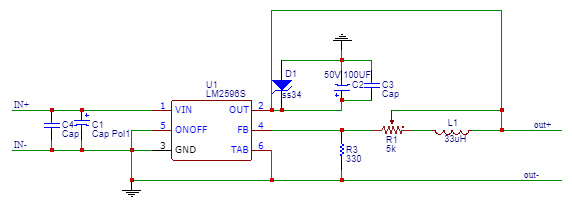 D1
ss34
50V 100UF
C2
C3
Cap
U1
LM2596S
IN+
IN-
C4
Cap
C1
Cap Pol1
1
5
3
VIN
ONOFF
GND
OUT
FB
TAB
2
4
6
R3
330
R1
5k
L1
33uH
out+
out-